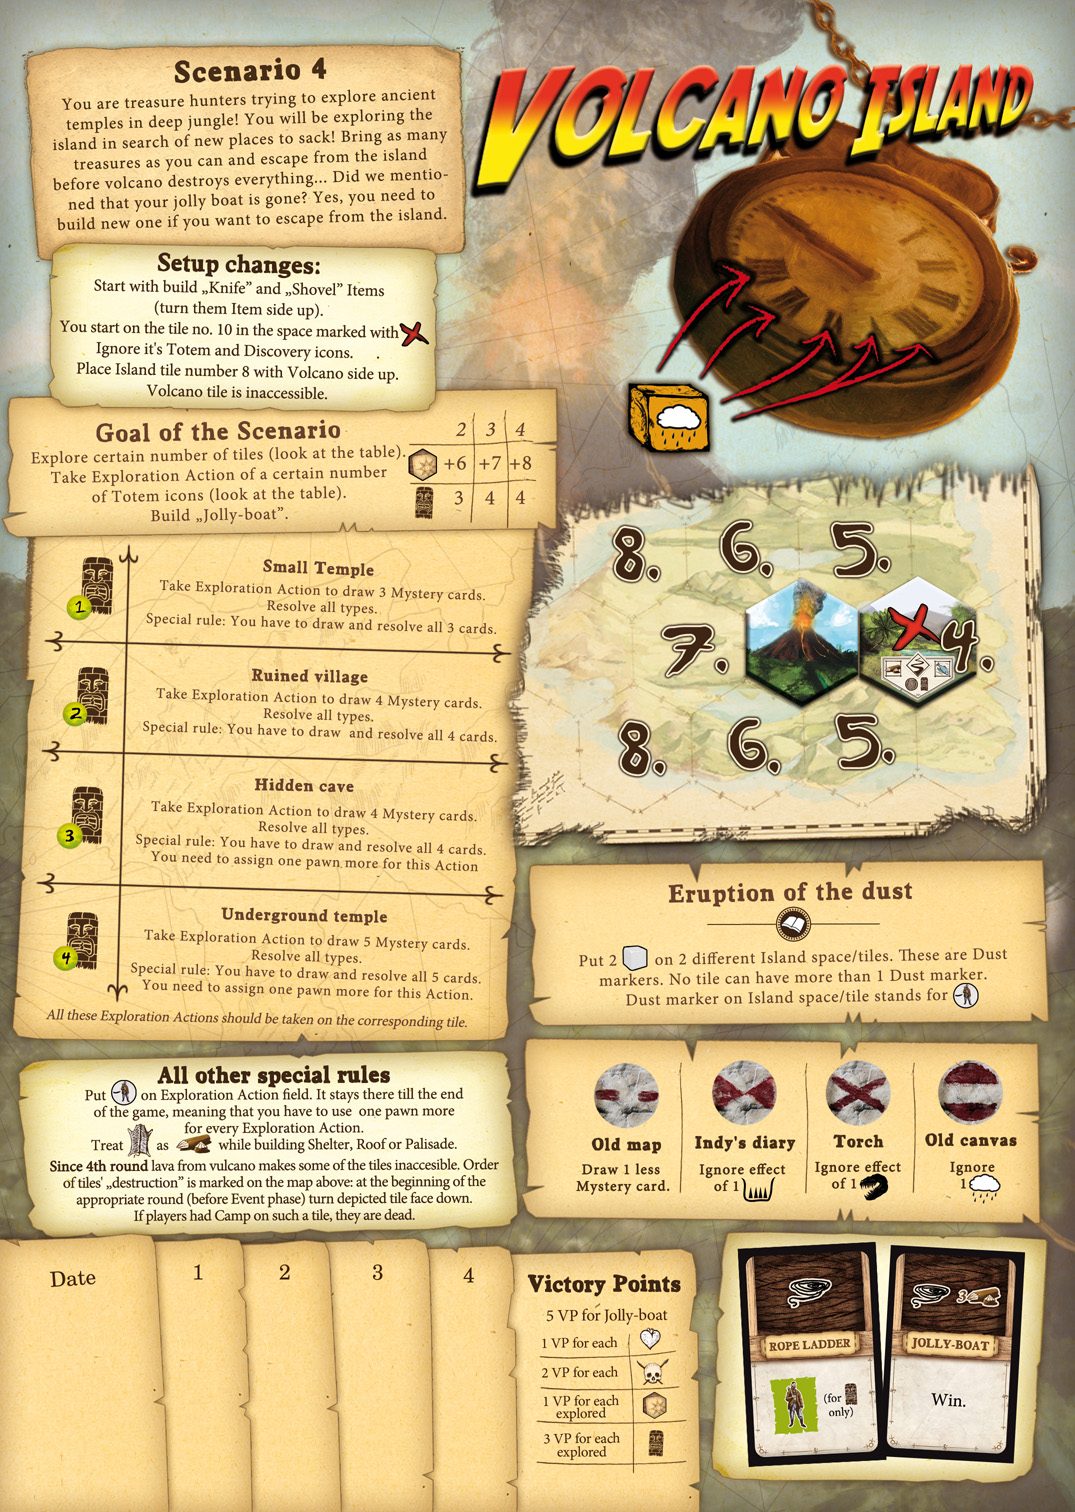 Scenario 4
You are treasure hunters trying to explore ancient
temples in deep jungle! You will be exploring the
island in search of new places to sack! Bring as many
treasures as you can and escape from the island
before volcano destroys everything... Did we mentio-
ned that your jolly boat is gone? Yes, you need to
build new one if you want to escape from the island.
VOLCANO ISLAND
Setup changes:
Start with build „Knife” and „Shovel” Items
(turn them Item side up).
You start on the tile no. 10 in the space marked with
Ignore it's Totem and Discovery icons.
Place Island tile number 8 with Volcano side up.
Volcano tile is inaccessible.
Goal of the Scenario
Explore certain number of tiles (look at the table).
Take Exploration Action of a certain number
of Totem icons (look at the table).
Build „Jolly-boat”.
2 3 4
+6 +7 +8
3 4 4
1
Small Temple
Take Exploration Action to draw 3 Mystery cards.
Resolve all types.
Special rule: You have to draw and resolve all 3 cards.
2
Ruined village
Take Exploration Action to draw 4 Mystery cards.
Resolve all types.
Special rule: You have to draw and resolve all 4 cards.
3
Hidden cave
Take Exploration Action to draw 4 Mystery cards.
Resolve all types.
Special rule: You have to draw and resolve all 4 cards.
You need to assign one pawn more for this Action
4
Underground temple
Take Exploration Action to draw 5 Mystery cards.
Resolve all types.
Special rule: You have to draw and resolve all 5 cards.
You need to assign one pawn more for this Action.
All these Exploration Actions should be taken on the corresponding tile.
8. 6. 5.
7. 4.
8. 6. 5.
Eruption of the dust
Put 2 on 2 different Island space/tiles. These are Dust
markers. No tile can have more than 1 Dust marker.
Dust marker on Island space/tile stands for
All other special rules
Put on Exploration Action field. It stays there till the end
of the game, meaning that you have to use one pawn more
for every Exploration Action.
Treat as while building Shelter, Roof or Palisade.
Since 4th round lava from vulcano makes some of the tiles inaccesible. Order
of tiles' „destruction” is marked on the map above: at the beginning of the
appropriate round (before Event phase) turn depicted tile face down.
If players had Camp on such a tile, they are dead.
Old map
Draw 1 less
Mystery card.
Indy's diary
Ignore effect
of 1
Torch
Ignore effect
of 1
Old canvas
Ignore
1
Date 1 2 3 4
Victory Points
5 VP for Jolly-boat
1 VP for each
2 VP for each
1 VP for each
explored
3 VP for each
explored
ROPE LADDER
(for
only)
3
JOLLY-BOAT
Win.